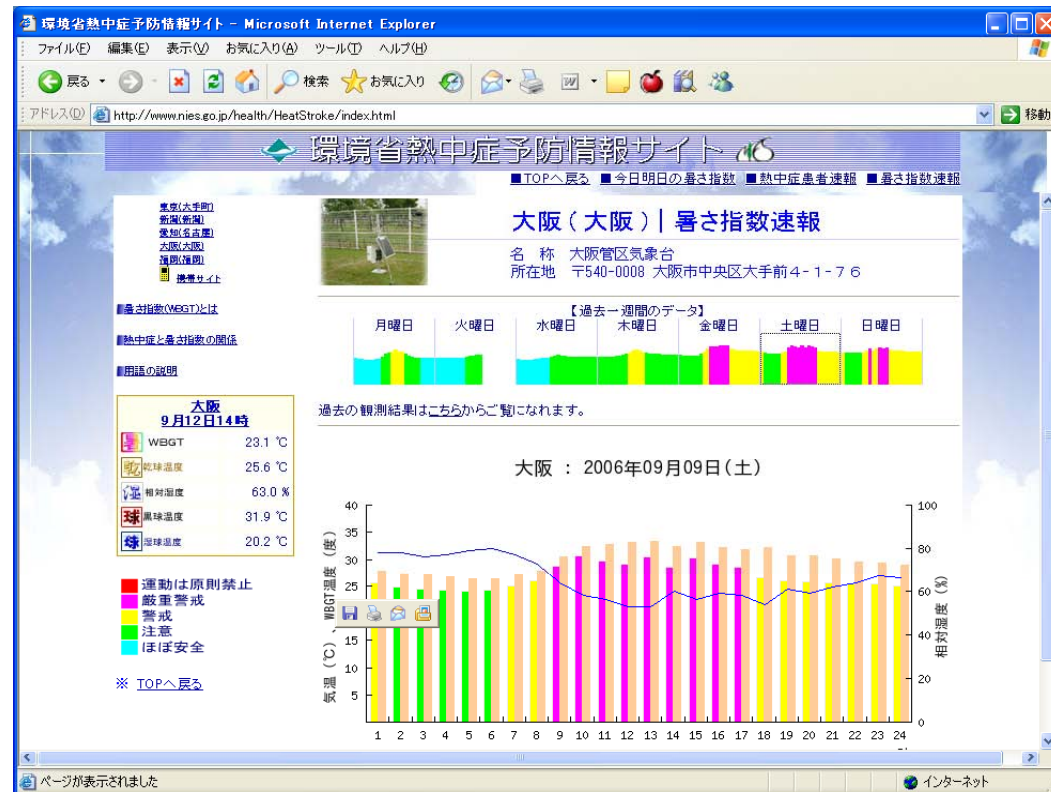 環境省熱中症予防情報サイト - Microsoft Internet Explorer
ファイル(F) 編集(E) 表示(V) お気に入り(A) ツール(T) ヘルプ(H)
戻る 検索 お気に入り
アドレス(D) http://www.nies.go.jp/health/HeatStroke/index.html 移動
環境省熱中症予防情報サイト
■TOPへ戻る ■今日明日の暑さ指数 ■熱中症患者速報 ■暑さ指数速報
東京(大手町)
新潟(新潟)
愛知(名古屋)
大阪(大阪)
福岡(福岡)
携帯サイト
暑さ指数(WBGT)とは
熱中症と暑さ指数の関係
用語の説明
大阪
9月12日14時
WBGT 23.1 ℃
乾 乾球温度 25.6 ℃
湿 相対湿度 63.0 %
球 黒球温度 31.9 ℃
球 湿球温度 20.2 ℃
運動は原則禁止
厳重警戒
警戒
注意
ほぼ安全
※ TOPへ戻る
大阪(大阪)| 暑さ指数速報
名 称 大阪管区気象台
所在地 〒540-0008 大阪市中央区大手前4-1-76
【過去一週間のデータ】
月曜日 火曜日 水曜日 木曜日 金曜日 土曜日 日曜日
過去の観測結果はこちらからご覧になれます。
大阪 : 2006年09月09日(土)
気温(℃)、WBGT温度(度)
40
35
30
25
15
10
5
100
80
60
40
20
0
相対湿度(%)
1 2 3 4 5 6 7 8 9 10 11 12 13 14 15 16 17 18 19 20 21 22 23 24
ページが表示されました インターネット